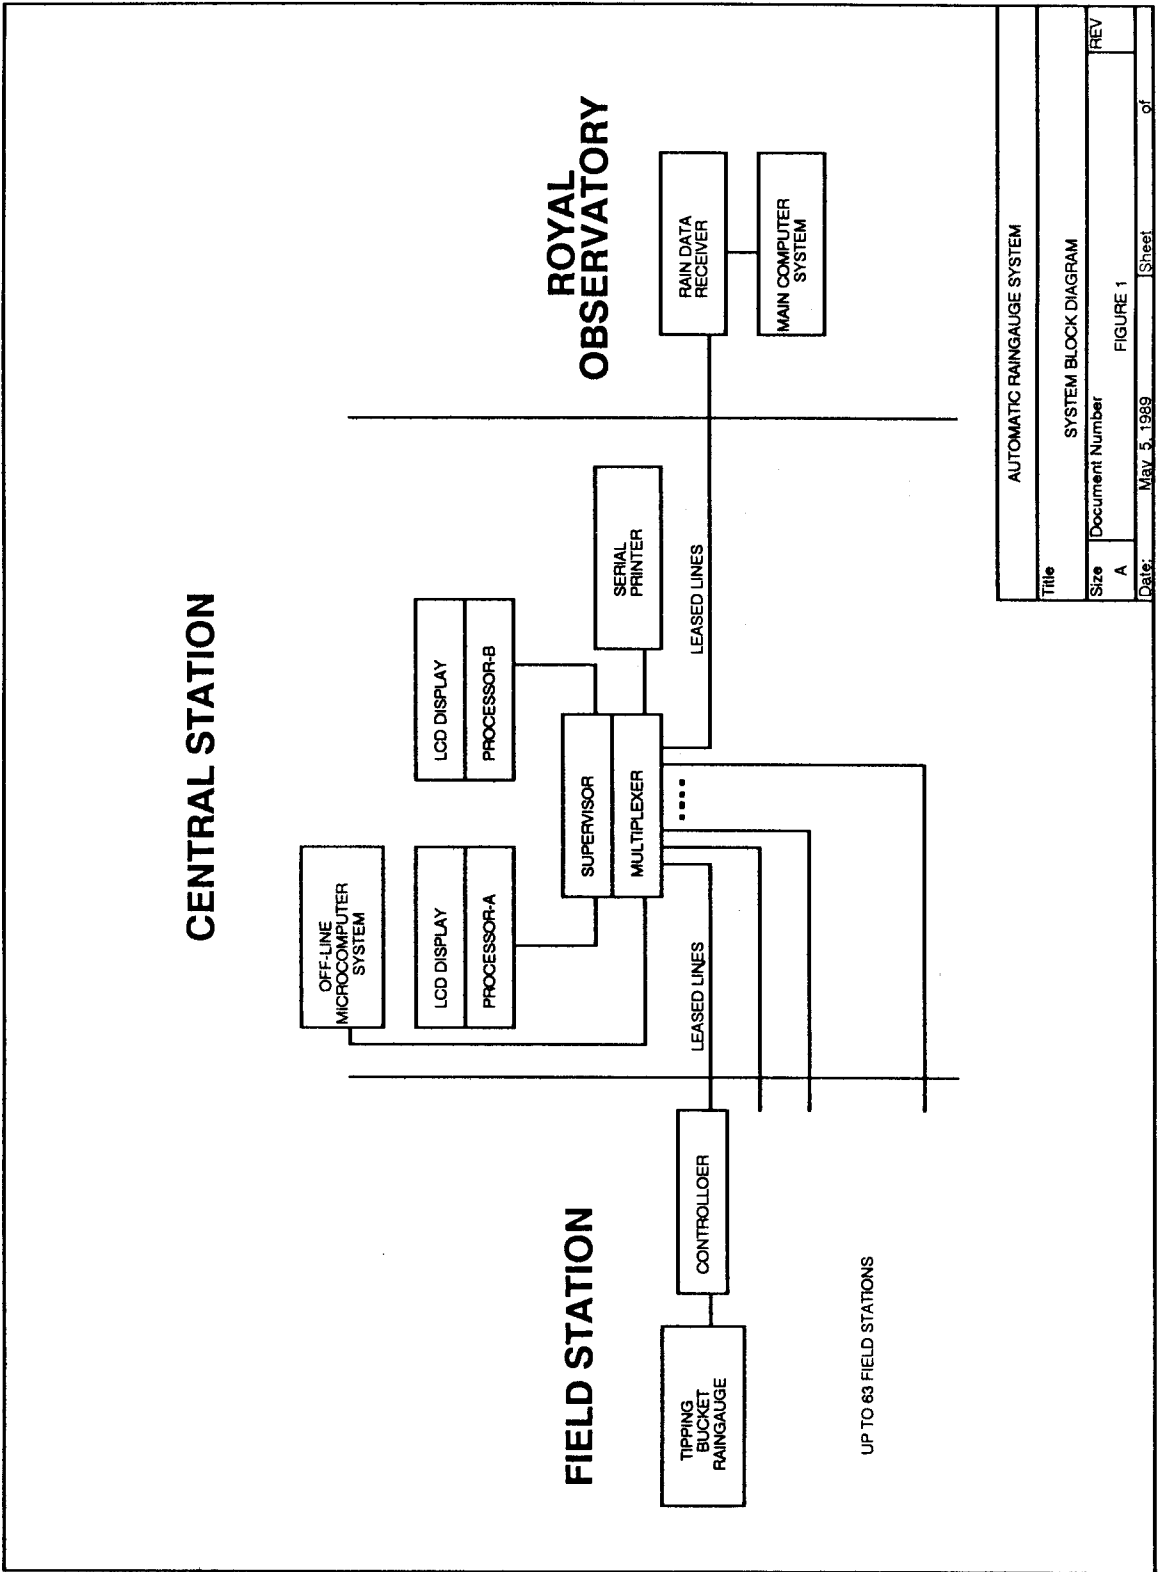 CENTRAL STATION
OFF-LINE
MICROCOMPUTER
SYSTEM
LCD DISPLAY
PROCESSOR-A
LCD DISPLAY
PROCESSOR-B
SUPERVISOR
MULTIPLEXER
SERIAL
PRINTER
LEASED LINES
LEASED LINES
FIELD STATION
TIPPING
BUCKET
RAINGAUGE
CONTROLLOER
UP TO 63 FIELD STATIONS
ROYAL
OBSERVATORY
RAIN DATA
RECEIVER
MAIN COMPUTER
SYSTEM
AUTOMATIC RAINGAUGE SYSTEM
Title
SYSTEM BLOCK DIAGRAM
Size Document Number REV
A FIGURE 1
Date: May 5, 1989 Sheet of